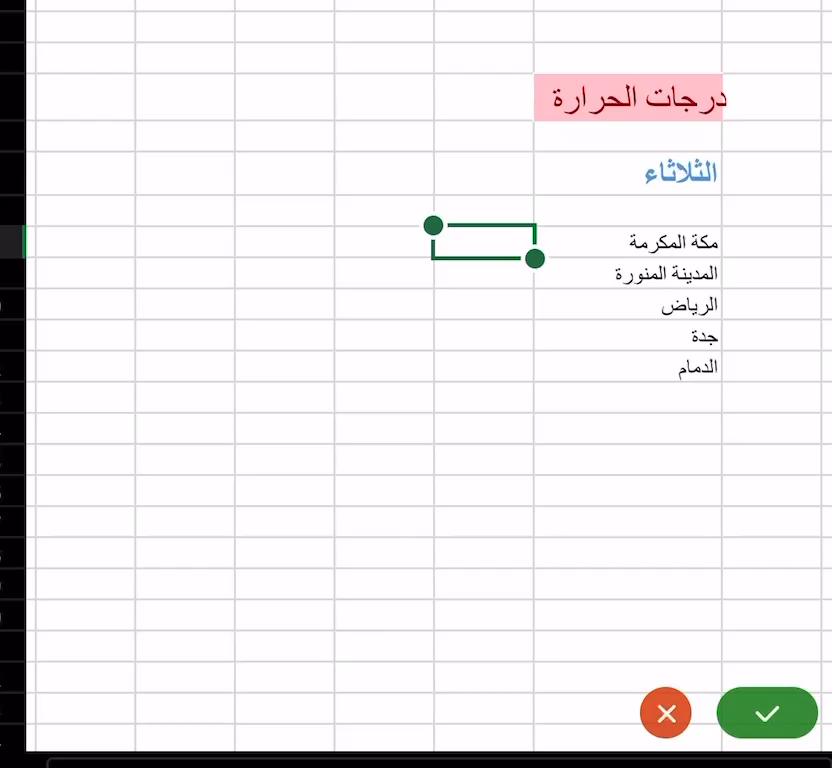 درجات الحرارة
الثلاثاء
مكة المكرمة
المدينة المنورة
الرياض
جدة
الدمام